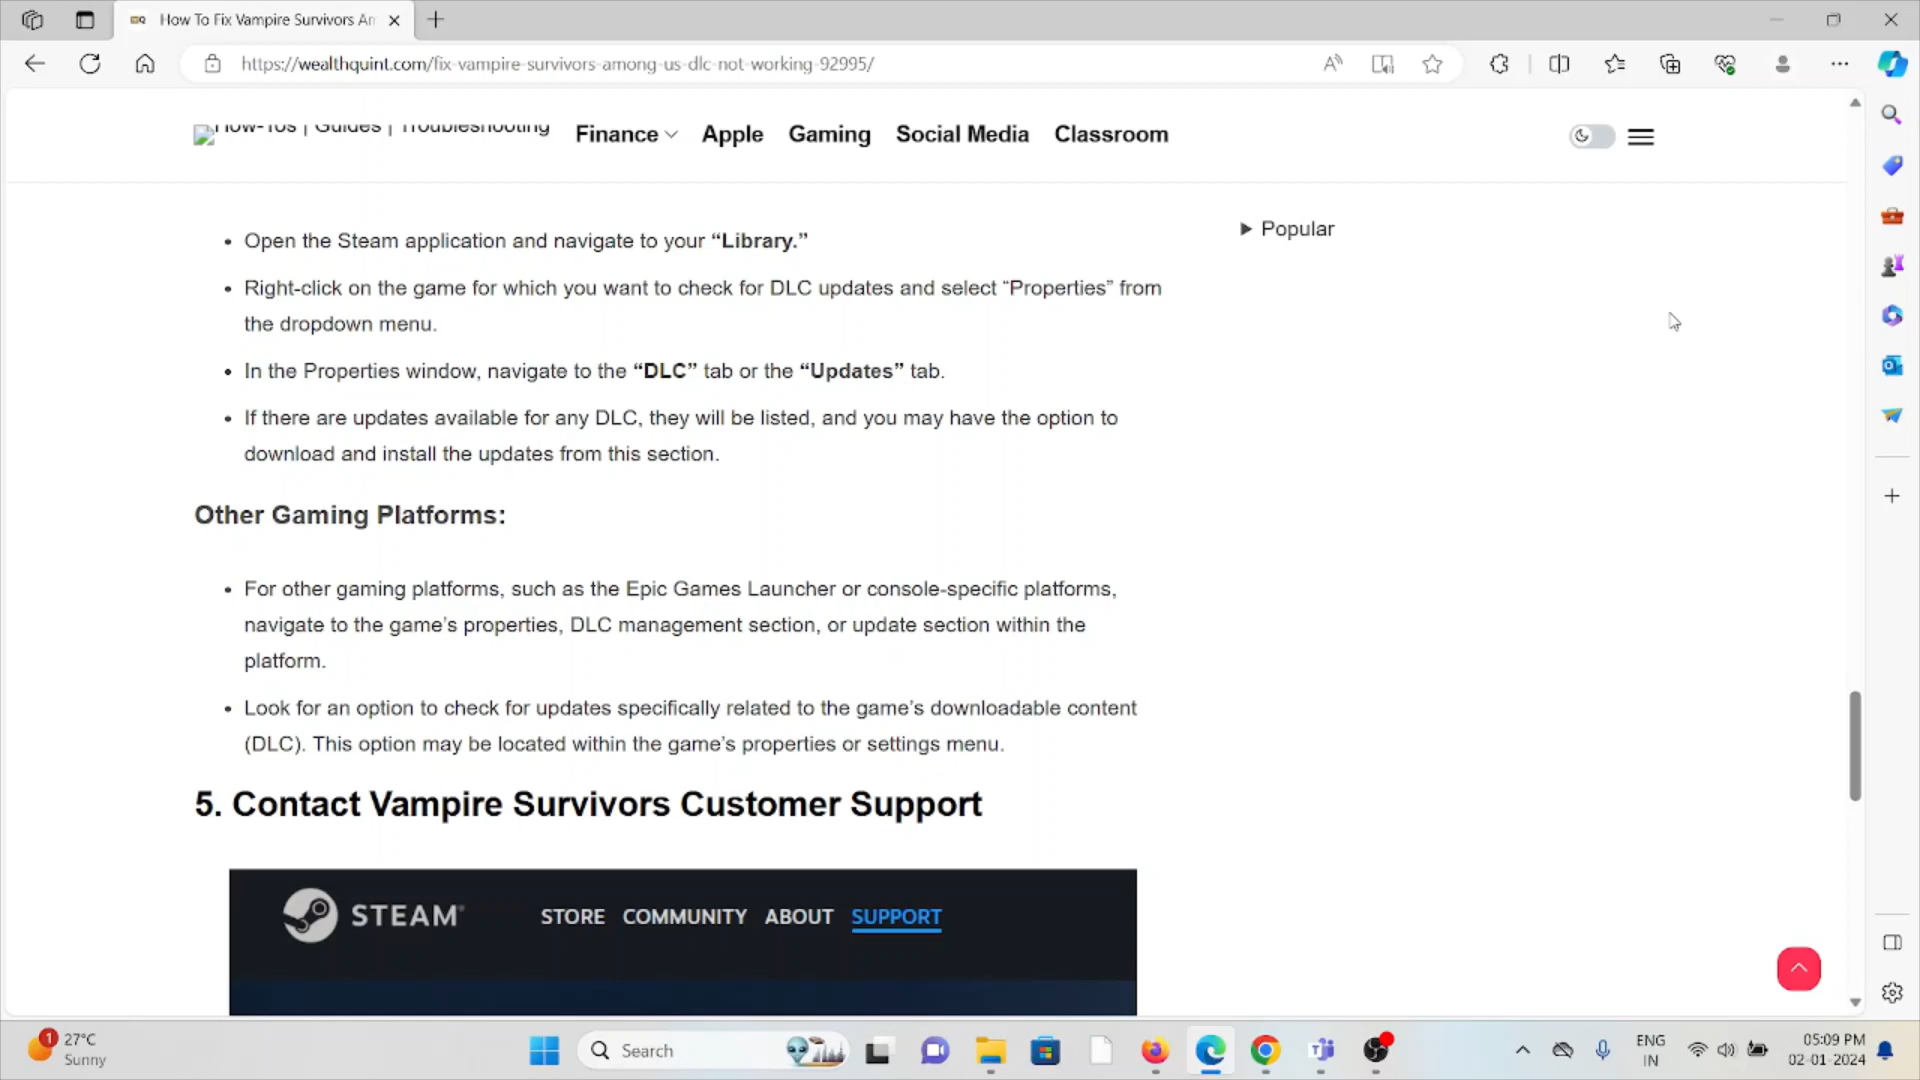 How To Fix Vampire Survivors Am
https://wealthquint.com/fix-vampire-survivors-among-us-dlc-not-working-92995/
How-Tos | Guides | Troubleshooting Finance Apple Gaming Social Media Classroom
• Open the Steam application and navigate to your “Library.”
Popular
• Right-click on the game for which you want to check for DLC updates and select “Properties” from
the dropdown menu.
• In the Properties window, navigate to the “DLC” tab or the “Updates” tab.
• If there are updates available for any DLC, they will be listed, and you may have the option to
download and install the updates from this section.
Other Gaming Platforms:
• For other gaming platforms, such as the Epic Games Launcher or console-specific platforms,
navigate to the game’s properties, DLC management section, or update section within the
platform.
• Look for an option to check for updates specifically related to the game’s downloadable content
(DLC). This option may be located within the game’s properties or settings menu.
5. Contact Vampire Survivors Customer Support
STEAM® STORE COMMUNITY ABOUT SUPPORT
1
27°C
Sunny
Search
ENG
IN
05:09 PM
02-01-2024